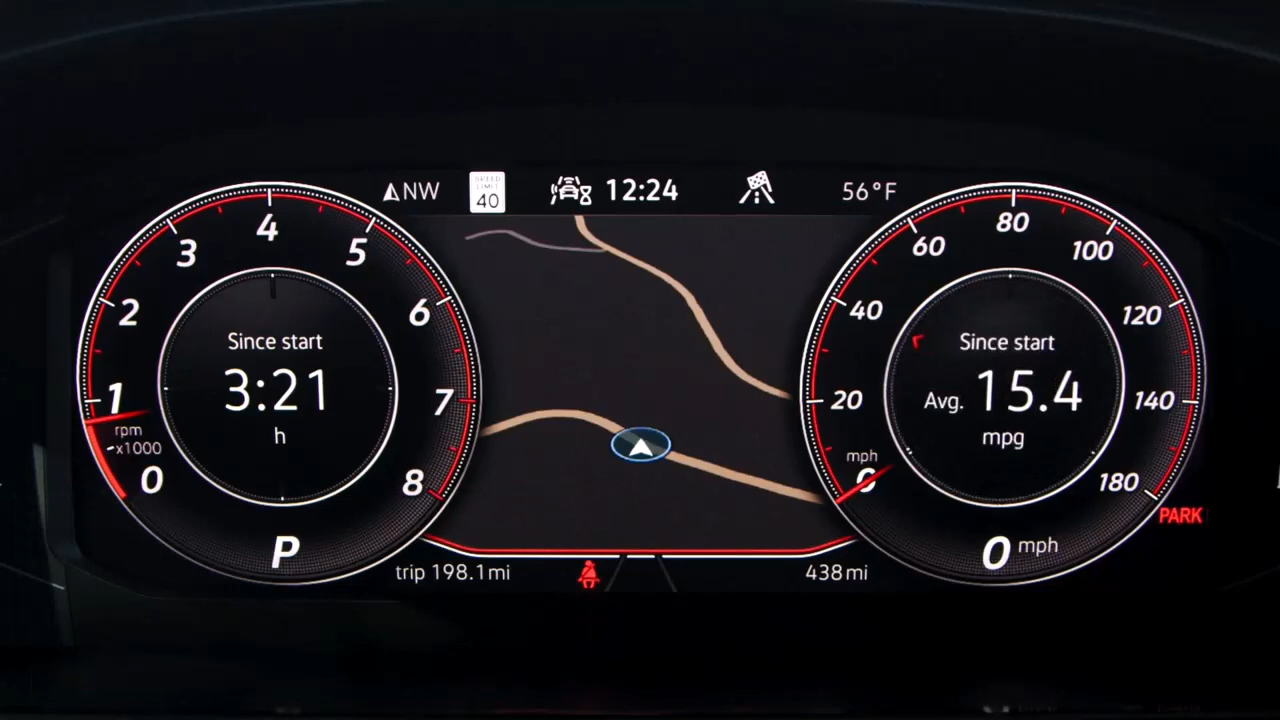 NW
SPEED
LIMIT
40
12:24
56°F
1
2
3
4
5
6
7
8
0
rpm
x1000
Since start
3:21
h
P
20
40
60
80
100
120
140
180
0
mph
Since start
Avg. 15.4
mpg
0 mph
PARK
trip 198.1 mi
438 mi